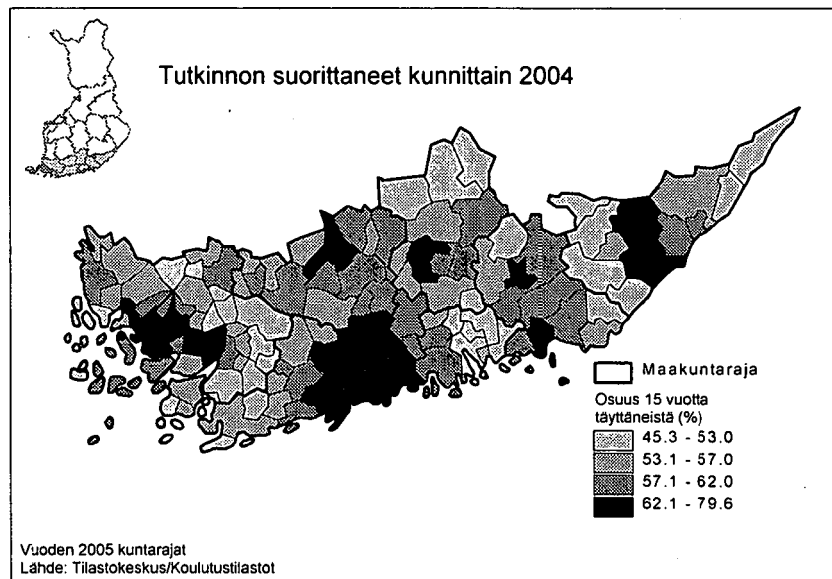 Tutkinnon suorittaneet kunnittain 2004
Maakuntaraja
Osuus 15 vuotta
täyttäneistä (%)
45.3 - 53.0
53.1 - 57.0
57.1 - 62.0
62.1 - 79.6
Vuoden 2005 kuntarajat
Lähde: Tilastokeskus/Koulutustilastot